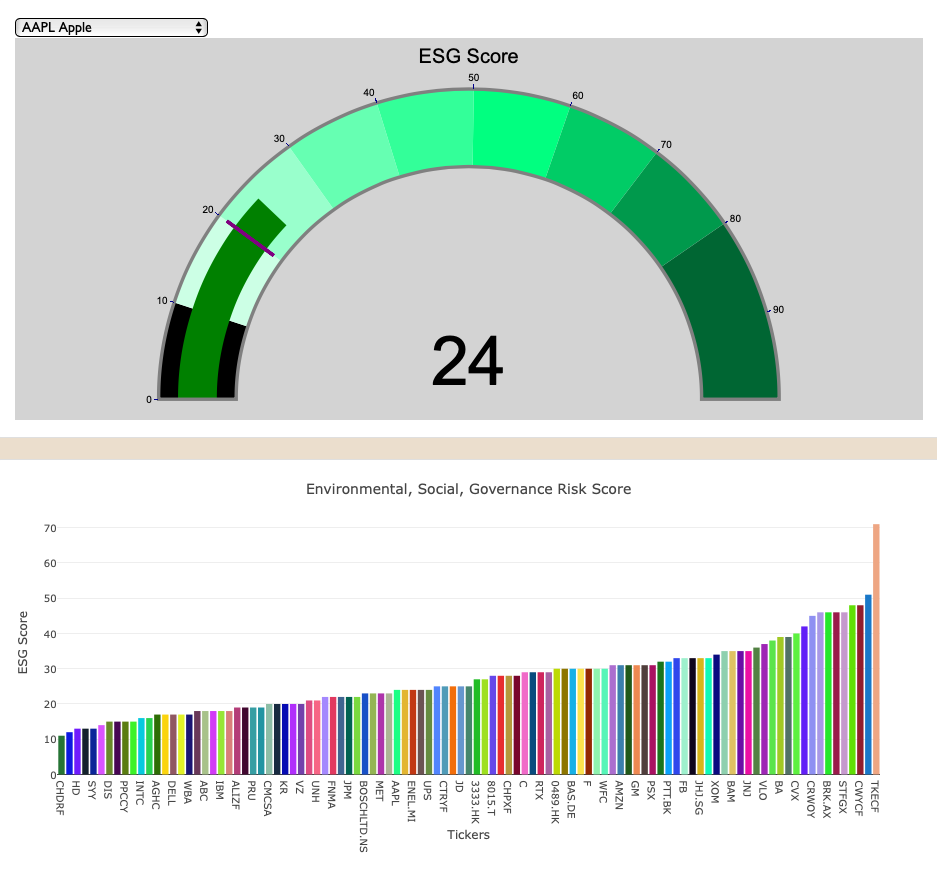 AAPL Apple
ESG Score
0
10
20
30
40
50
60
70
80
90
24
Environmental, Social, Governance Risk Score
ESG Score
70
60
50
40
30
20
10
0
CHDRF
HD
SYY
DIS
PPCCY
INTC
AGHC
DELL
WBA
ABC
IBM
ALIZF
PRU
CMCSA
KR
VZ
UNH
FNMA
JPM
BOSCHLTD.NS
MET
AAPL
ENEL.MI
UPS
CTRYF
JD
3333.HK
8015.T
CHPXF
C
RTX
0489.HK
BAS.DE
F
WFC
AMZN
GM
PSX
PTT.BK
FB
JHJ.SG
XOM
BAM
JNJ
VLO
BA
CVX
CRWOY
BRK.AX
STFGX
CWYCF
TKECF
Tickers